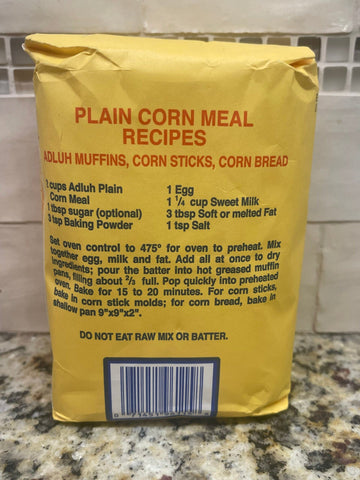 PLAIN CORN MEAL
RECIPES
ADLUH MUFFINS, CORN STICKS, CORN BREAD
cups Adluh Plain
Corn Meal
1 tbsp sugar (optional)
3 tsp Baking Powder
1 Egg
1 ¼ cup Sweet Milk
3 tbsp Soft or melted Fat
1 tsp Salt
Set oven control to 475° for oven to preheat. Mix
together egg, milk and fat. Add all at once to dry
ingredients; pour the batter into hot greased muffin
pans, filling about ⅔ full. Pop quickly into preheated
oven. Bake for 15 to 20 minutes. For corn sticks,
bake in corn stick molds; for corn bread, bake in
shallow pan 9"x9"x2".
DO NOT EAT RAW MIX OR BATTER.